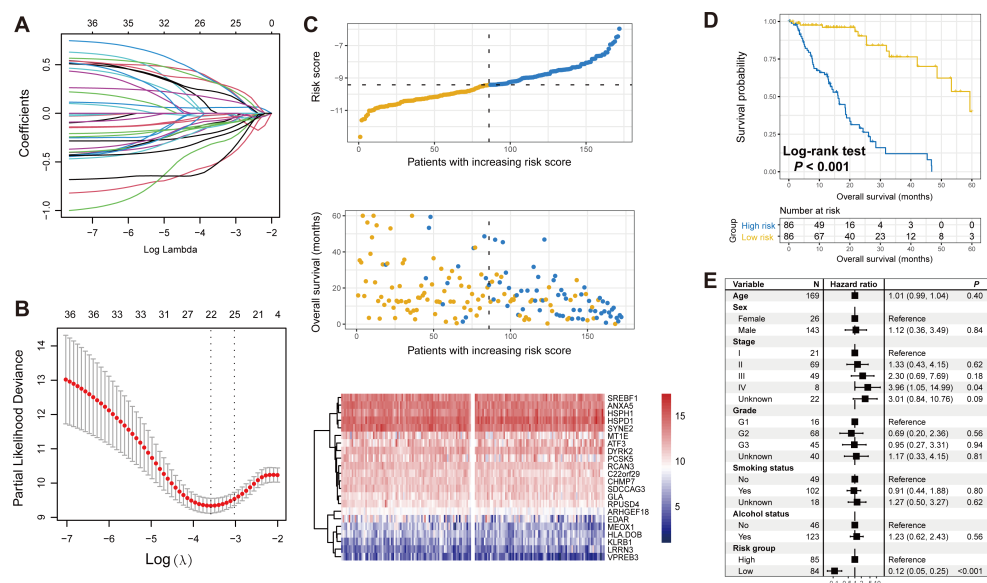 A
36 35 32 26 25 0
0.5
0.0
−0.5
−1.0
Coefficients
−7 −6 −5 −4 −3 −2
Log Lambda
B
36 36 33 33 31 27 22 25 21 4
14
13
12
11
10
9
Partial Likelihood Deviance
−7 −6 −5 −4 −3 −2
Log (λ)
C
-7
-9
-11
Risk score
0 50 100 150
Patients with increasing risk score
60
40
20
0
Overall survival (months)
0 50 100 150
Patients with increasing risk score
SREBF1
ANXA5
HSPH1
HSPD1
SYNE2
MT1E
ATF3
DYRK2
PCSK5
RCAN3
C22orf29
CHMP7
SDCCAG3
GLA
RPUSD4
ARHGEF18
EDAR
MEOX1
HLA.DOB
KLRB1
LRRN3
VPREB3
15
10
5
D
1.00
0.75
0.50
0.25
0.00
Survival probability
Log-rank test
P < 0.001
0 10 20 30 40 50 60
Overall survival (months)
Number at risk
Group
High risk 86 49 16 4 3 0 0
Low risk 86 67 40 23 12 8 3
0 10 20 30 40 50 60
Overall survival (months)
E
Variable N Hazard ratio P
Age 169 1.01 (0.99, 1.04) 0.40
Sex
Female 26 Reference
Male 143 1.12 (0.36, 3.49) 0.84
Stage
I 21 Reference
II 69 1.33 (0.43, 4.15) 0.62
III 49 2.30 (0.69, 7.69) 0.18
IV 8 3.96 (1.05, 14.99) 0.04
Unknown 22 3.01 (0.84, 10.76) 0.09
Grade
G1 16 Reference
G2 68 0.69 (0.20, 2.36) 0.56
G3 45 0.95 (0.27, 3.31) 0.94
Unknown 40 1.17 (0.33, 4.15) 0.81
Smoking status
No 49 Reference
Yes 102 0.91 (0.44, 1.88) 0.80
Unknown 18 1.27 (0.50, 3.27) 0.62
Alcohol status
No 46 Reference
Yes 123 1.23 (0.62, 2.43) 0.56
Risk group
High 85 Reference
Low 84 0.12 (0.05, 0.25) <0.001